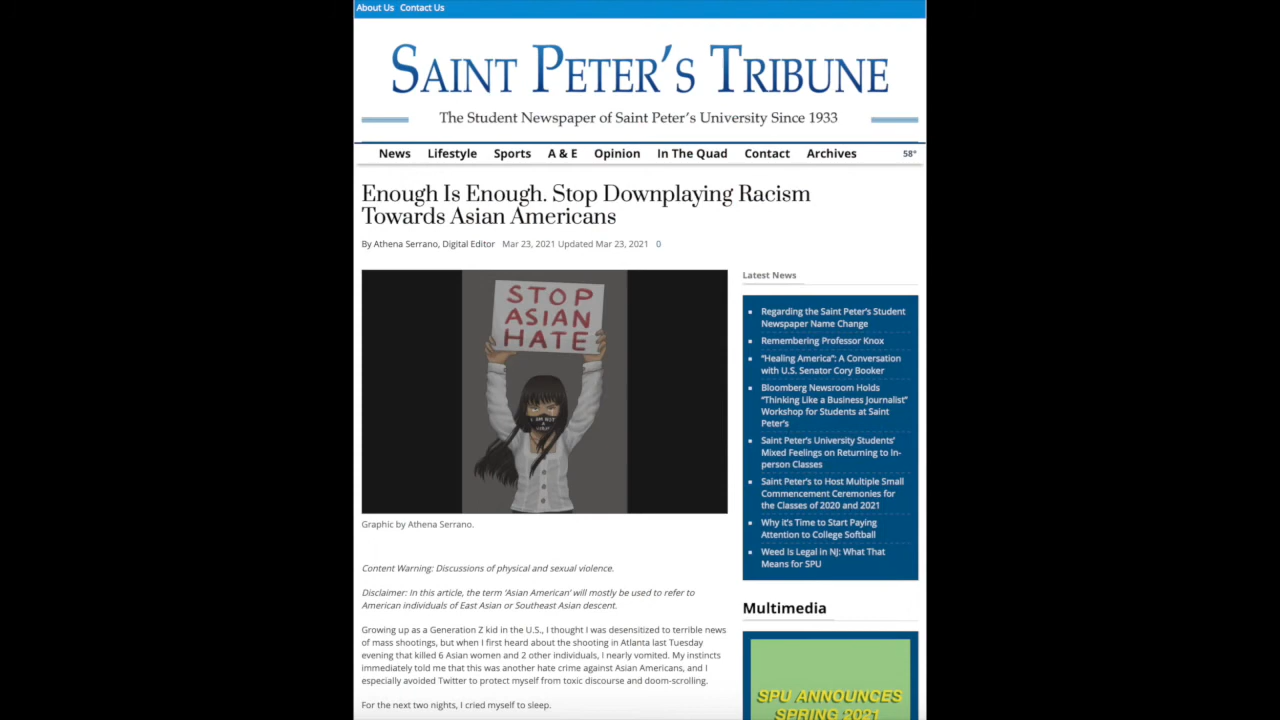 About Us Contact Us
SAINT PETER'S TRIBUNE
The Student Newspaper of Saint Peter's University Since 1933
News Lifestyle Sports A & E Opinion In The Quad Contact Archives 58°
Enough Is Enough. Stop Downplaying Racism
Towards Asian Americans
By Athena Serrano, Digital Editor Mar 23, 2021 Updated Mar 23, 2021 0
STOP
ASIAN
HATE
I AM NOT
A
Graphic by Athena Serrano.
Content Warning: Discussions of physical and sexual violence.
Disclaimer: In this article, the term 'Asian American' will mostly be used to refer to
American individuals of East Asian or Southeast Asian descent.
Growing up as a Generation Z kid in the U.S., I thought I was desensitized to terrible news
of mass shootings, but when I first heard about the shooting in Atlanta last Tuesday
evening that killed 6 Asian women and 2 other individuals, I nearly vomited. My instincts
immediately told me that this was another hate crime against Asian Americans, and I
especially avoided Twitter to protect myself from toxic discourse and doom-scrolling.
For the next two nights, I cried myself to sleep.
Latest News
Regarding the Saint Peter's Student
Newspaper Name Change
Remembering Professor Knox
"Healing America": A Conversation
with U.S. Senator Cory Booker
Bloomberg Newsroom Holds
"Thinking Like a Business Journalist"
Workshop for Students at Saint
Peter's
Saint Peter's University Students'
Mixed Feelings on Returning to In-
person Classes
Saint Peter's to Host Multiple Small
Commencement Ceremonies for
the Classes of 2020 and 2021
Why it's Time to Start Paying
Attention to College Softball
Weed Is Legal in NJ: What That
Means for SPU
Multimedia
SPU ANNOUNCES
SPRING 2021